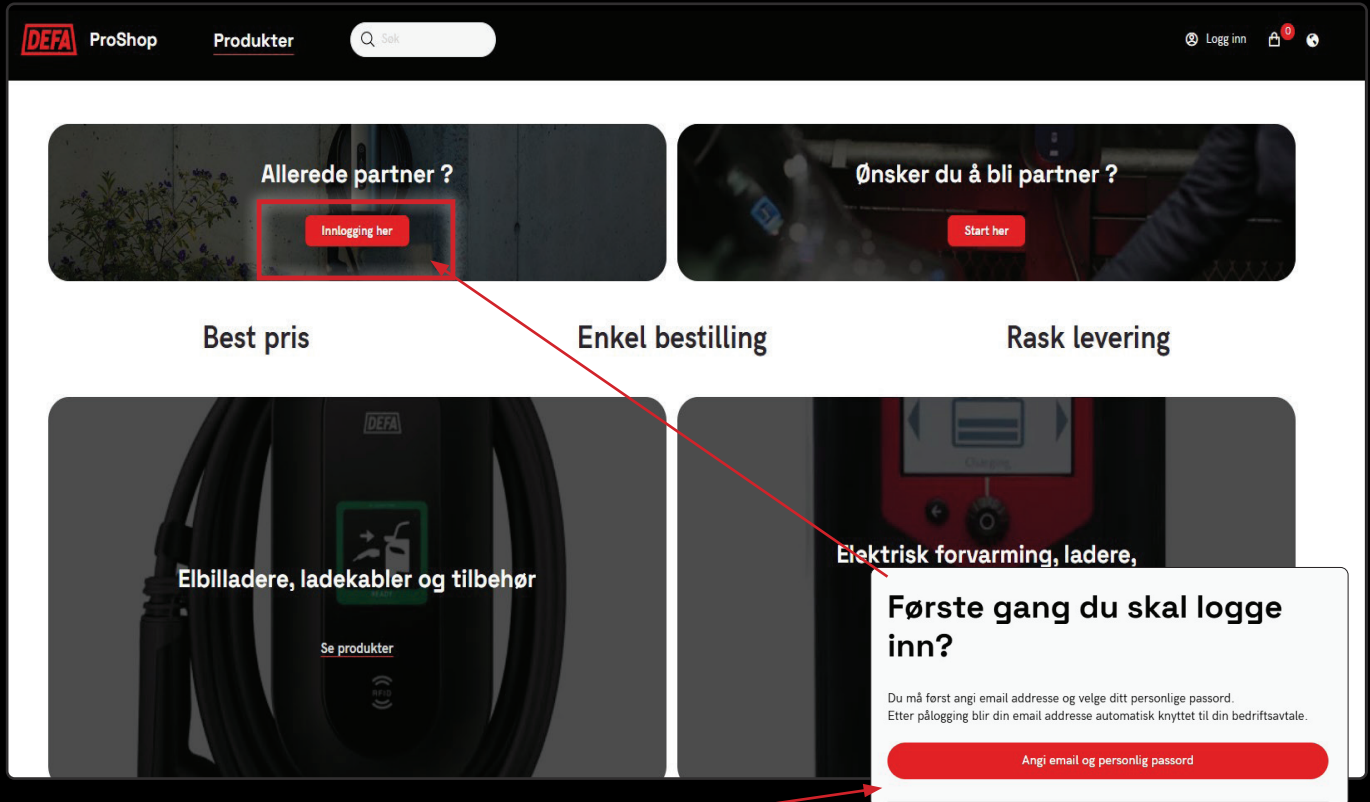 DEFA ProShop Produkter Søk Logg inn 0
Allerede partner ?
Innlogging her
Ønsker du å bli partner ?
Start her
Best pris Enkel bestilling Rask levering
DEFA
READY
Elbilladere, ladekabler og tilbehør
Se produkter
RFID
Charging
Elektrisk forvarming, ladere,
Første gang du skal logge
inn?
Du må først angi email addresse og velge ditt personlige passord.
Etter pålogging blir din email addresse automatisk knyttet til din bedriftsavtale.
Angi email og personlig passord